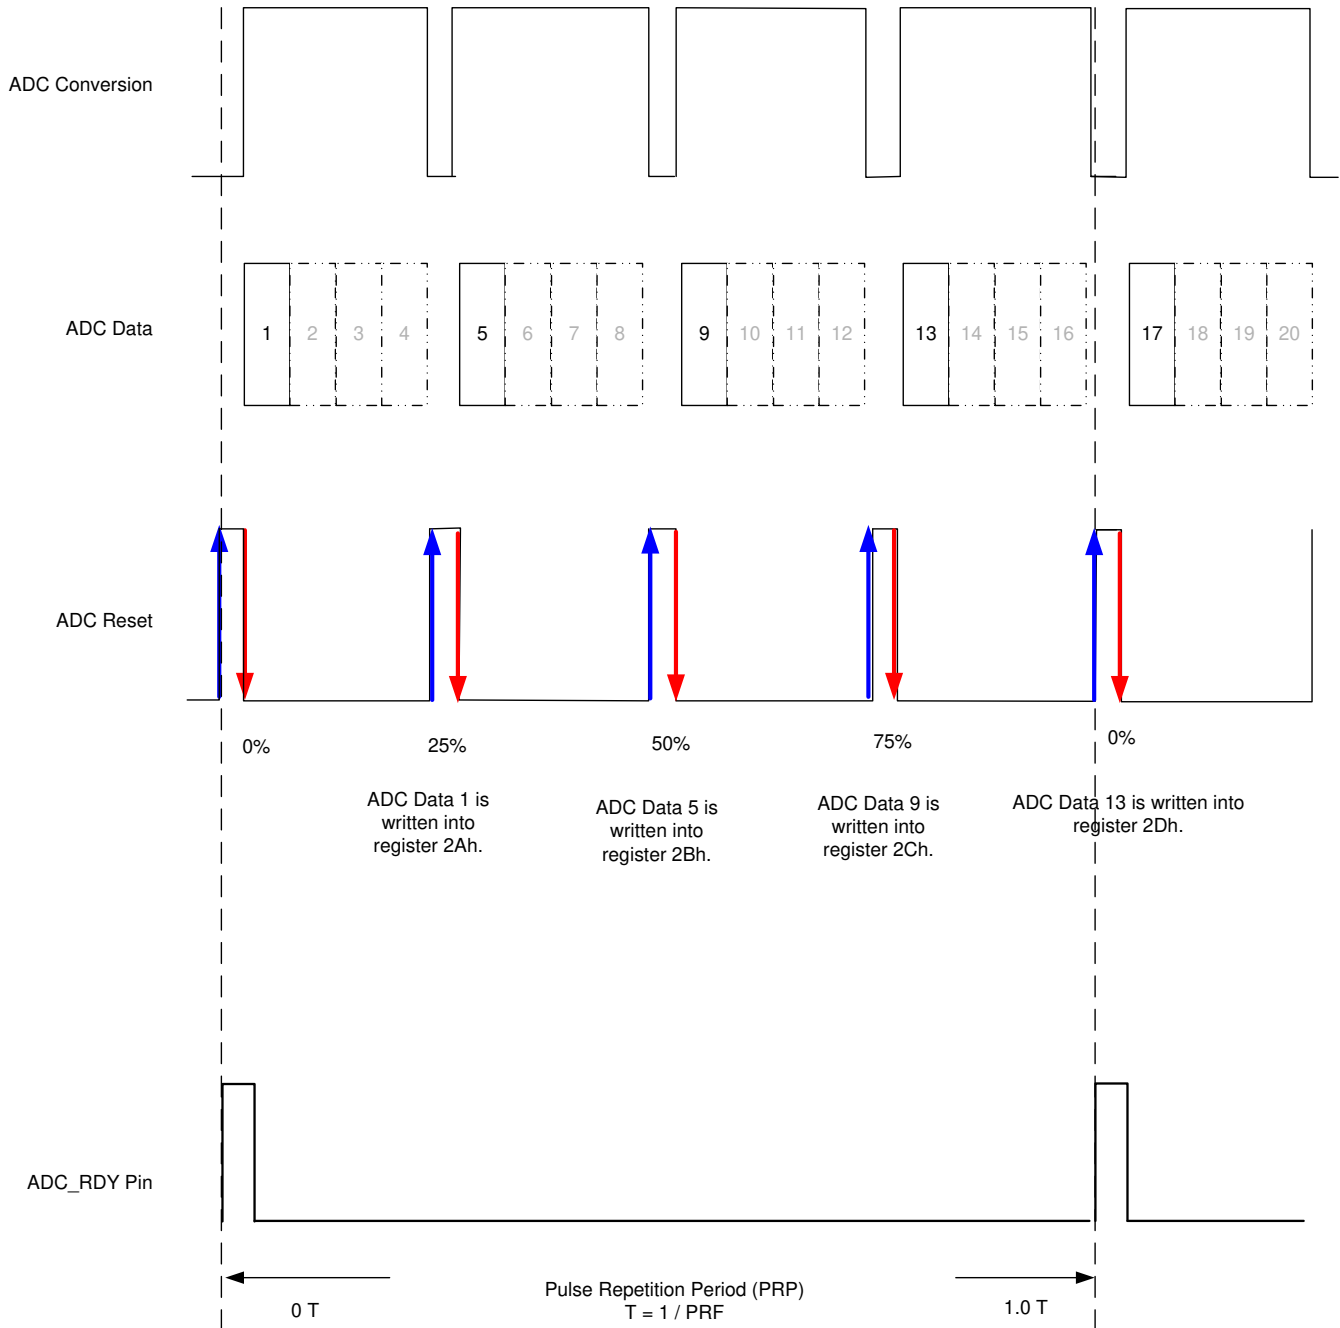 ADC Conversion
ADC Data
1 2 3 4 5 6 7 8 9 10 11 12 13 14 15 16 17 18 19 20
ADC Reset
0% 25% 50% 75% 0%
ADC Data 1 is
written into
register 2Ah.
ADC Data 5 is
written into
register 2Bh.
ADC Data 9 is
written into
register 2Ch.
ADC Data 13 is written into
register 2Dh.
ADC_RDY Pin
0 T
Pulse Repetition Period (PRP)
T = 1 / PRF
1.0 T